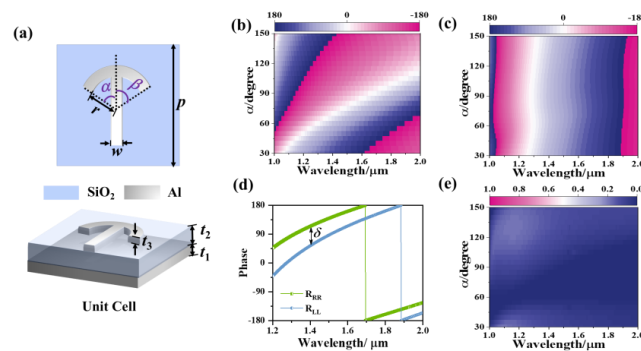 (a)
α
β
r
p
w
SiO₂
Al
t₂
t₃
t₁
Unit Cell
(b)
180
0
-180
α/degree
150
120
90
60
30
1.0
1.2
1.4
1.6
1.8
2.0
Wavelength/μm
(c)
180
0
-180
α/degree
150
120
90
60
30
1.0
1.2
1.4
1.6
1.8
2.0
Wavelength/μm
(d)
Phase
180
90
0
-90
-180
δ
R_RR
R_LL
1.2
1.4
1.6
1.8
2.0
Wavelength/ μm
(e)
1.0
0.8
0.6
0.4
0.2
0.0
α/degree
150
120
90
60
30
1.0
1.2
1.4
1.6
1.8
2.0
Wavelength/μm